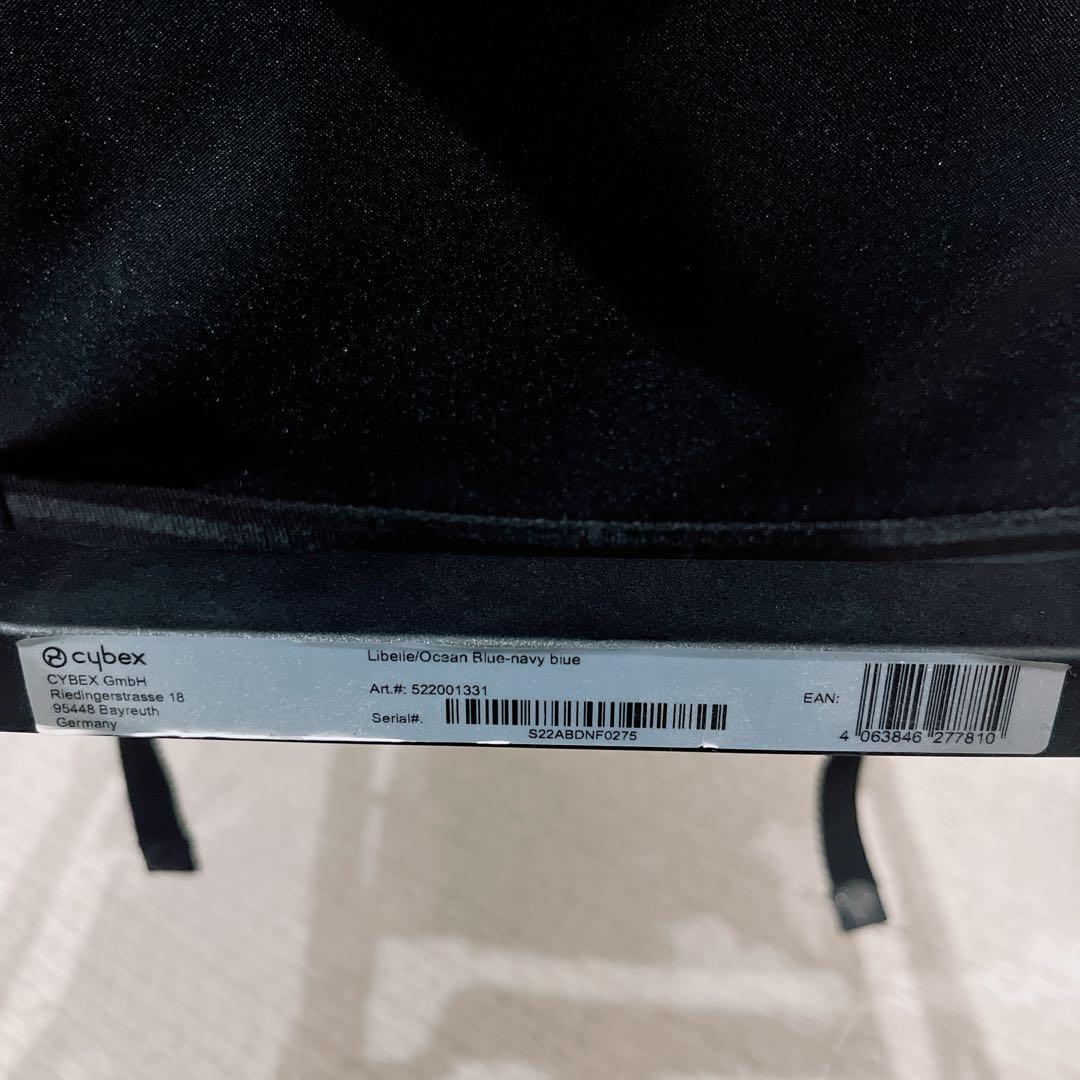 cybex
CYBEX GmbH
Riedingerstrasse 18
95448 Bayreuth
Germany
Libelle/Ocean Blue-navy blue
Art.#: 522001331
Serial#.
S22ABDNF0275
EAN:
4 063846 277810